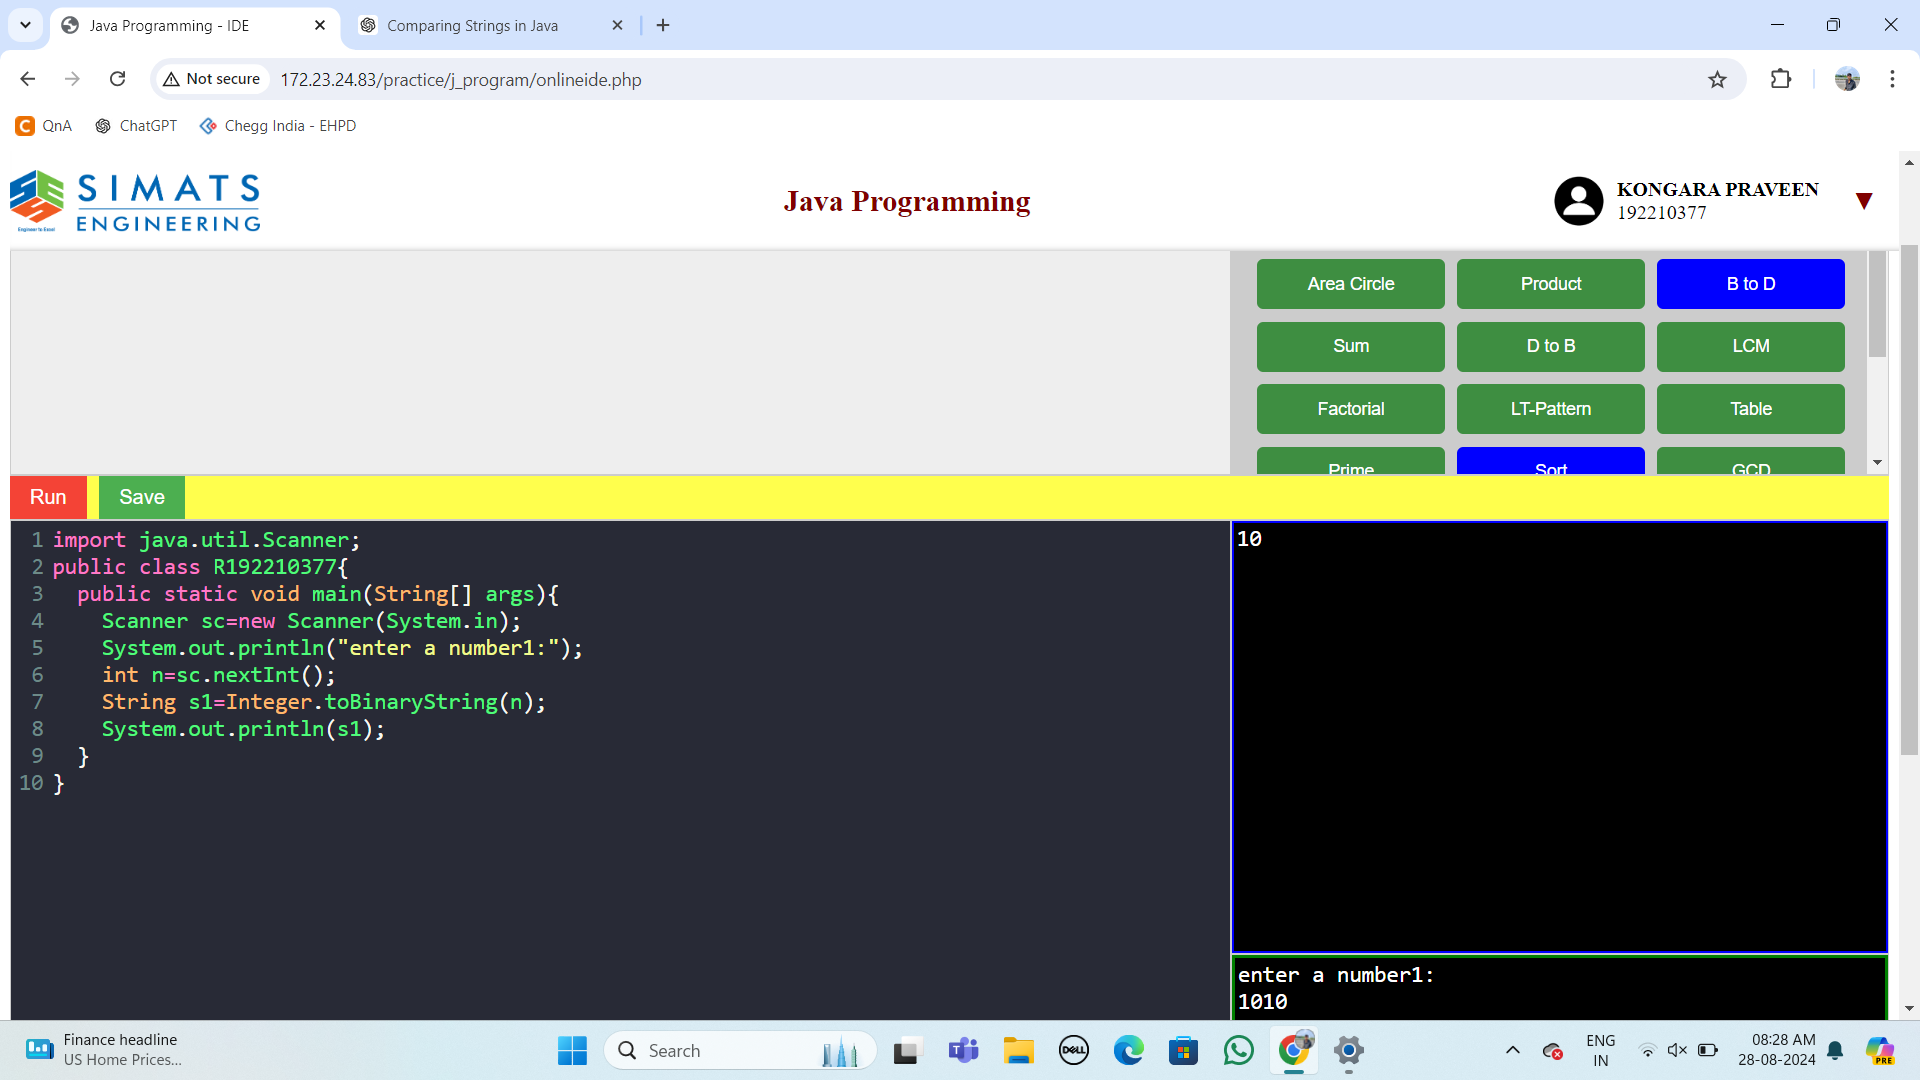 Java Programming - IDE
Comparing Strings in Java
Not secure
172.23.24.83/practice/j_program/onlineide.php
QnA
ChatGPT
Chegg India - EHPD
SIMATS
ENGINEERING
Engineer to Excel
Java Programming
KONGARA PRAVEEN
192210377
Area Circle
Product
B to D
Sum
D to B
LCM
Factorial
LT-Pattern
Table
Prime
Sort
GCD
Run
Save
1 import java.util.Scanner;
2 public class R192210377{
3   public static void main(String[] args){
4     Scanner sc=new Scanner(System.in);
5     System.out.println("enter a number1:");
6     int n=sc.nextInt();
7     String s1=Integer.toBinaryString(n);
8     System.out.println(s1);
9   }
10 }
10
enter a number1:
1010
Finance headline
US Home Prices...
Search
DELL
ENG
IN
08:28 AM
28-08-2024
PRE